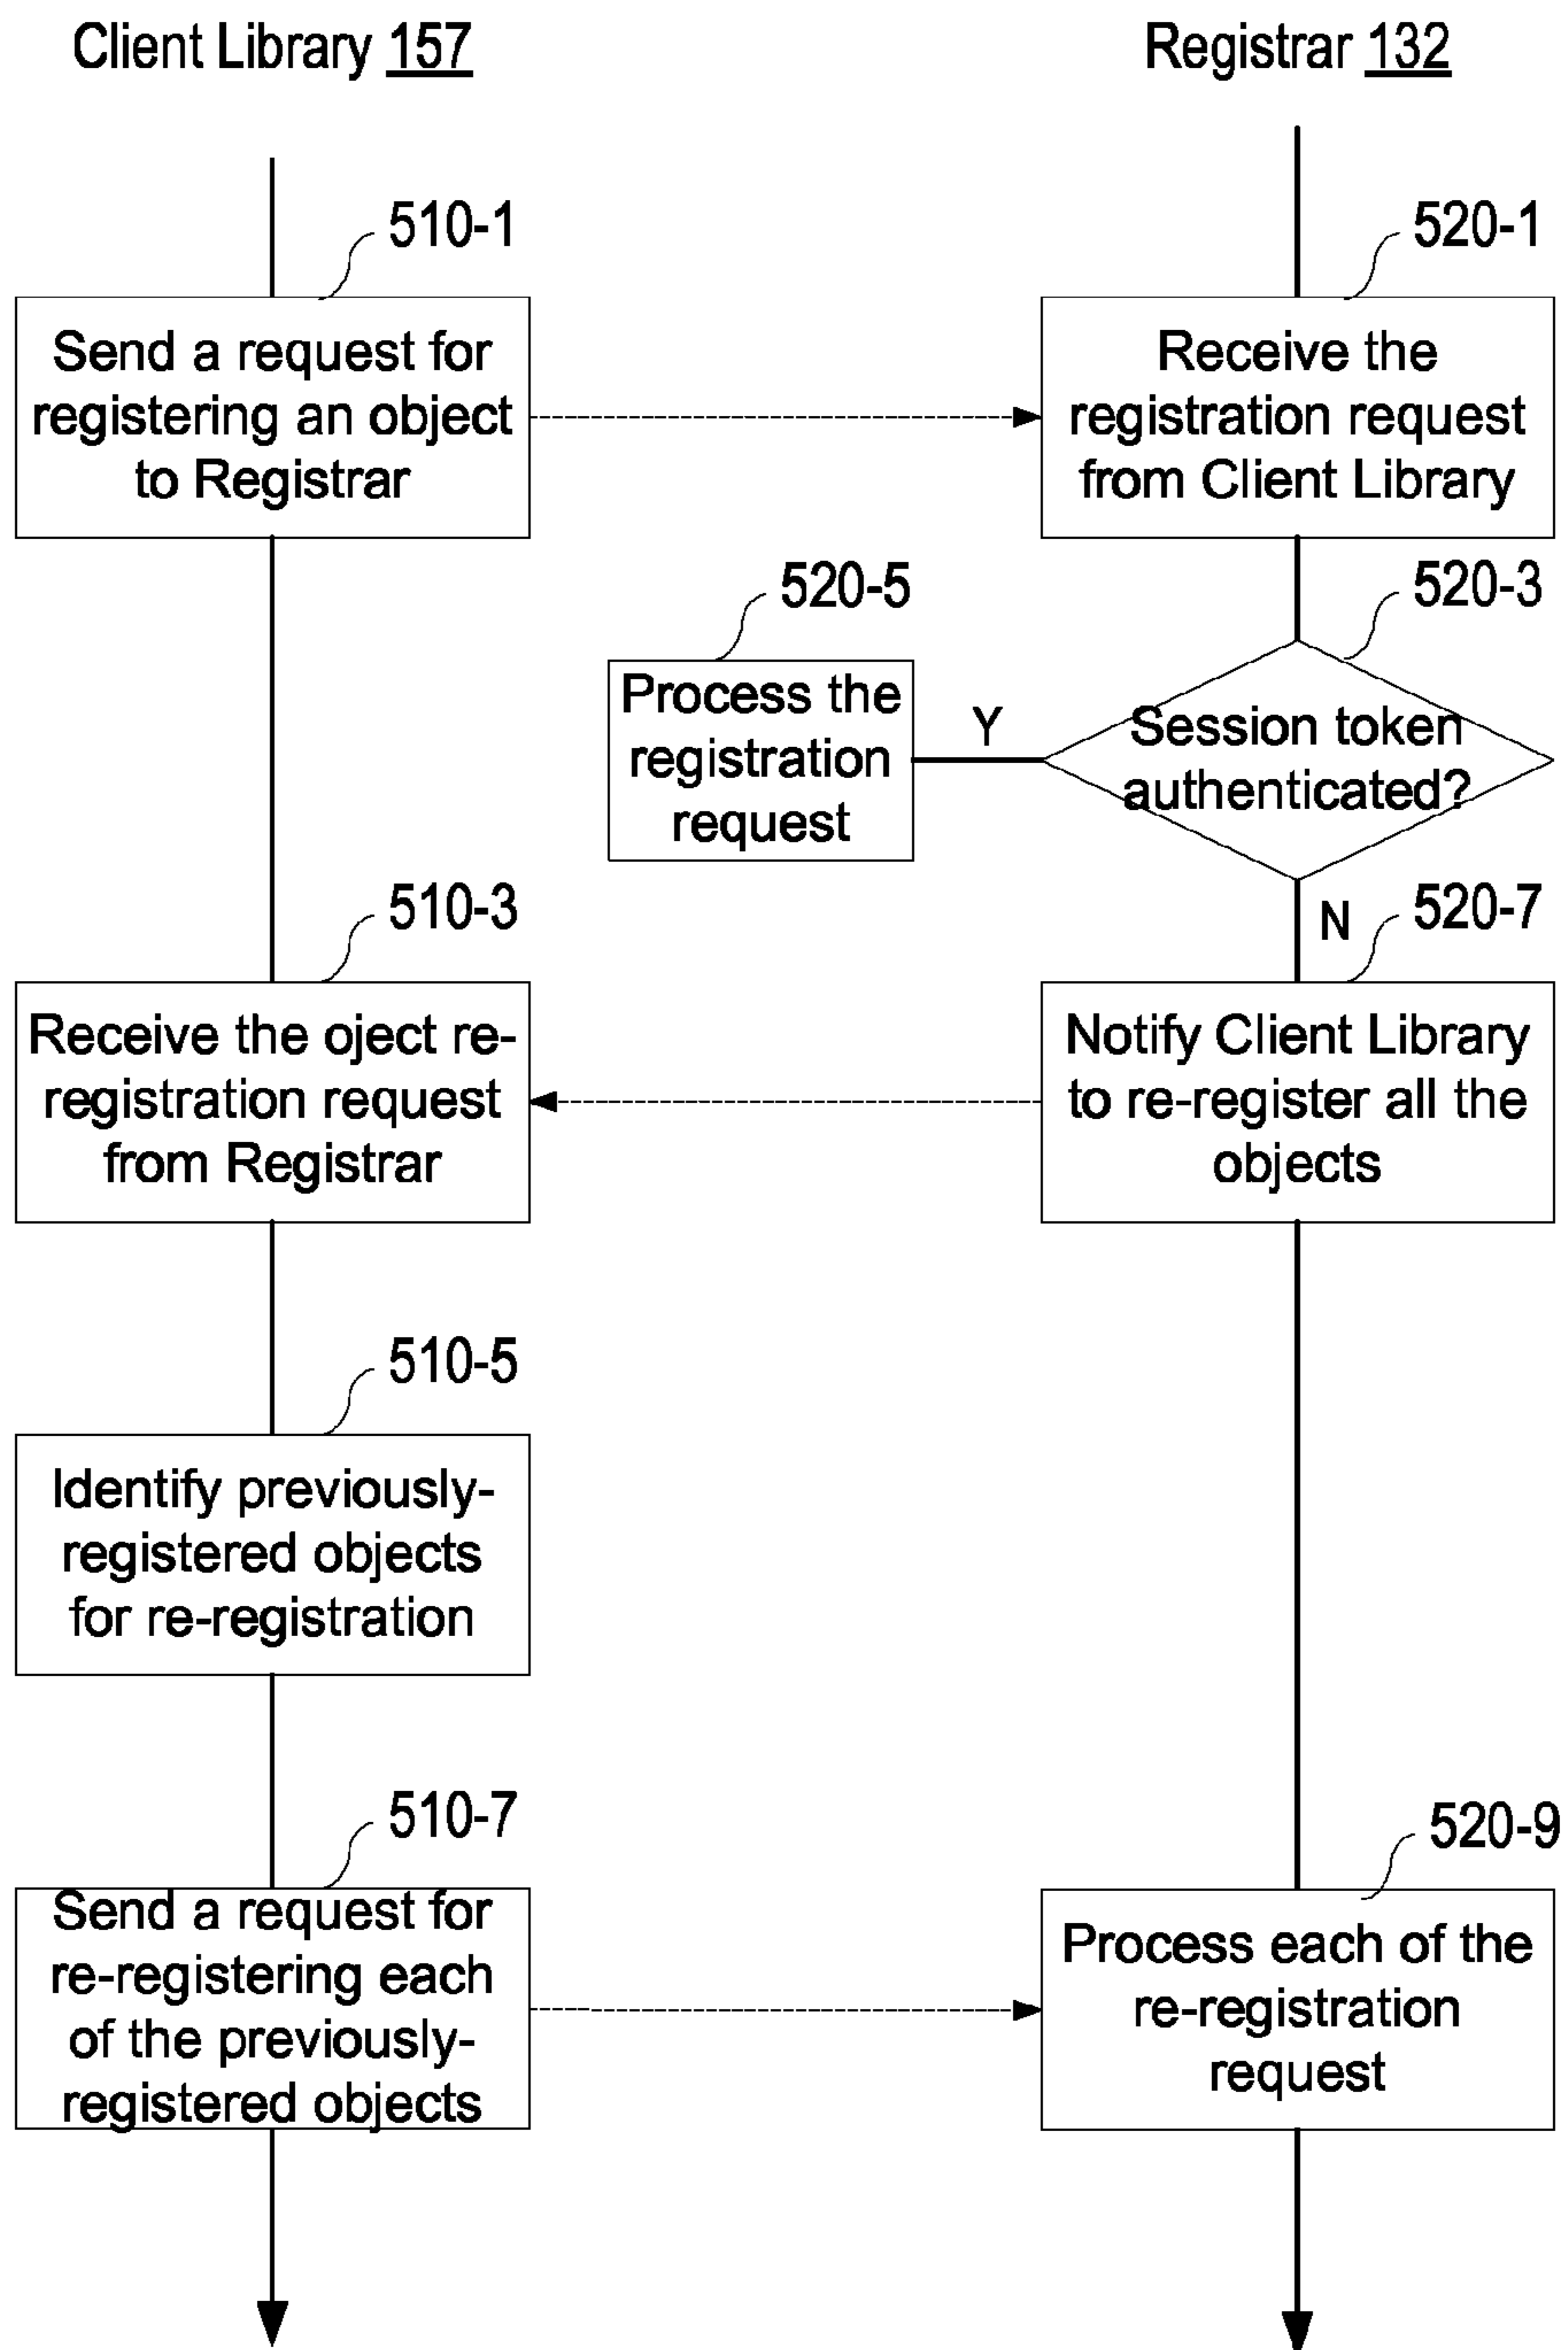 Client Library 157
Registrar 132
510-1
520-1
Send a request for
registering an object
to Registrar
Receive the
registration request
from Client Library
520-5
520-3
Process the
registration
request
Y
Session token
authenticated?
N
510-3
520-7
Receive the oject re-
registration request
from Registrar
Notify Client Library
to re-register all the
objects
510-5
Identify previously-
registered objects
for re-registration
510-7
520-9
Send a request for
re-registering each
of the previously-
registered objects
Process each of the
re-registration
request